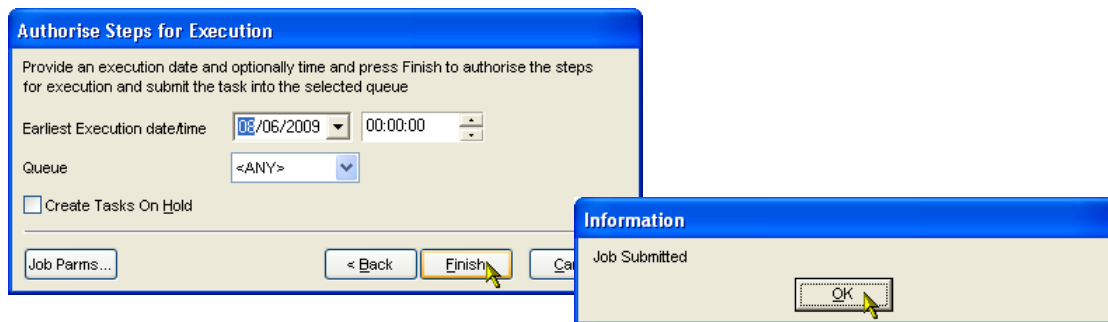 Authorise Steps for Execution
Provide an execution date and optionally time and press Finish to authorise the steps
for execution and submit the task into the selected queue
Earliest Execution date/time 08/06/2009 00:00:00
Queue <ANY>
Create Tasks On Hold
Job Parms... < Back Finish Ca
Information
Job Submitted
OK